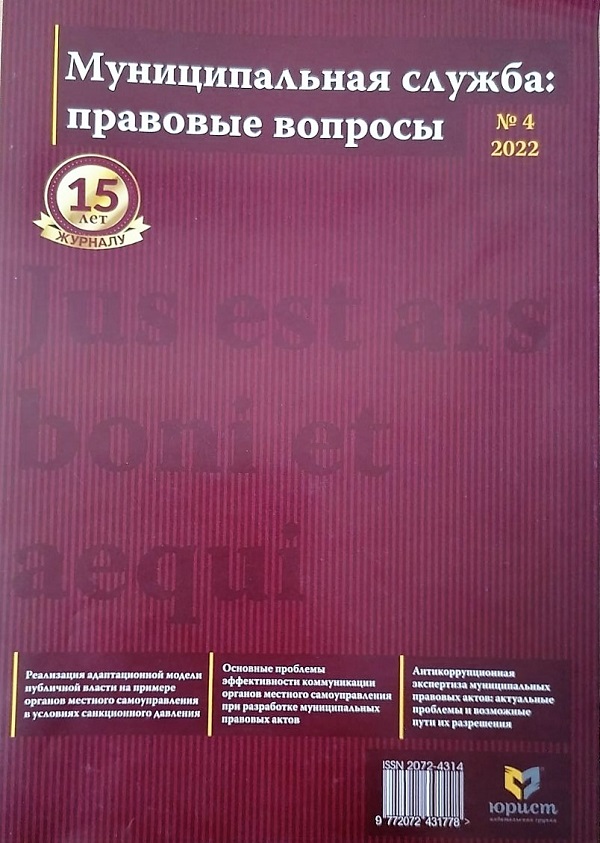 Муниципальная служба:
правовые вопросы
№ 4
2022
15
лет
ЖУРНАЛУ
Jus est ars
boni et
aequi
Реализация адаптационной модели
публичной власти на примере
органов местного самоуправления
в условиях санкционного давления
Основные проблемы
эффективности коммуникации
органов местного самоуправления
при разработке муниципальных
правовых актов
Антикоррупционная
экспертиза муниципальных
правовых актов: актуальные
проблемы и возможные
пути их разрешения
ISSN 2072-4314
9 772072 431778 >
юрист
издательская группа